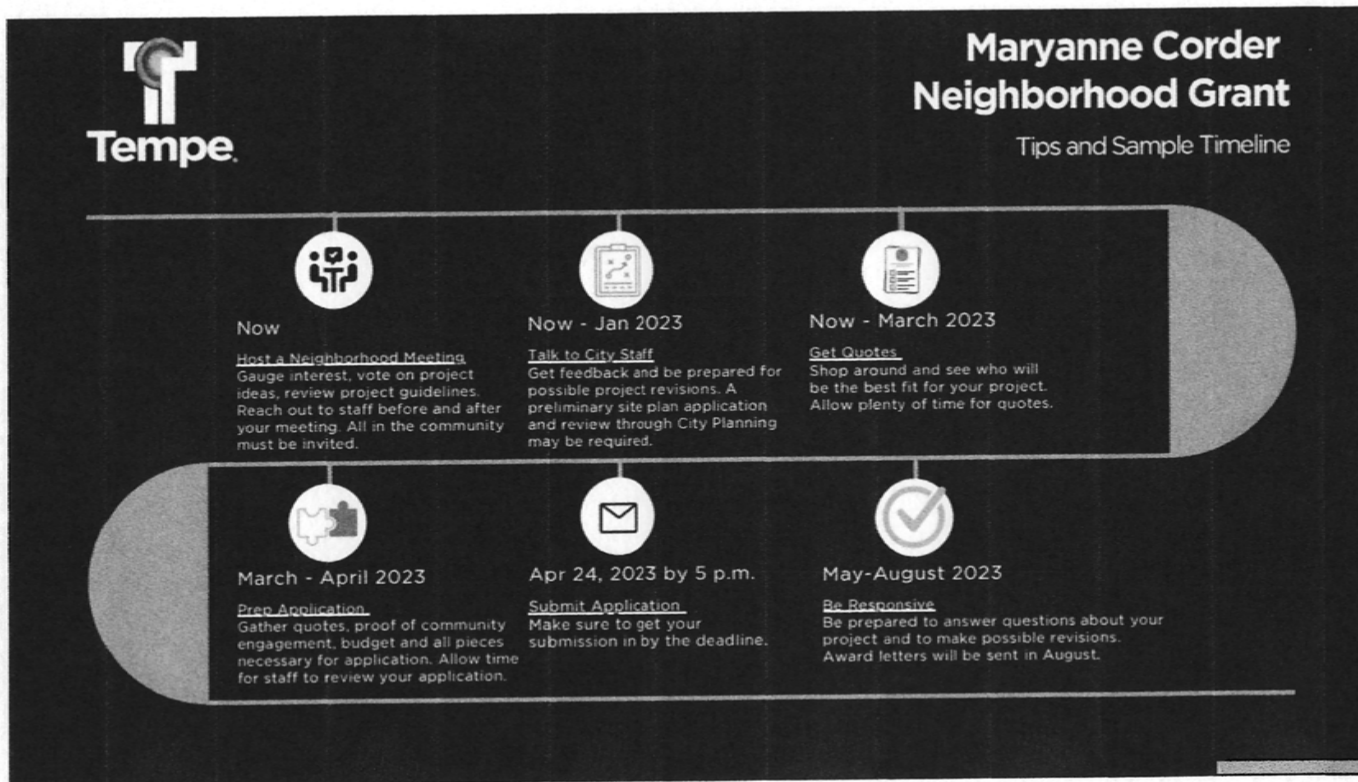 Tempe.
Maryanne Corder
Neighborhood Grant
Tips and Sample Timeline
Now
Host a Neighborhood Meeting
Gauge interest, vote on project
ideas, review project guidelines.
Reach out to staff before and after
your meeting. All in the community
must be invited.
Now - Jan 2023
Talk to City Staff
Get feedback and be prepared for
possible project revisions. A
preliminary site plan application
and review through City Planning
may be required.
Now - March 2023
Get Quotes
Shop around and see who will
be the best fit for your project.
Allow plenty of time for quotes.
March - April 2023
Prep Application
Gather quotes, proof of community
engagement, budget and all pieces
necessary for application. Allow time
for staff to review your application.
Apr 24, 2023 by 5 p.m.
Submit Application
Make sure to get your
submission in by the deadline.
May-August 2023
Be Responsive
Be prepared to answer questions about your
project and to make possible revisions.
Award letters will be sent in August.